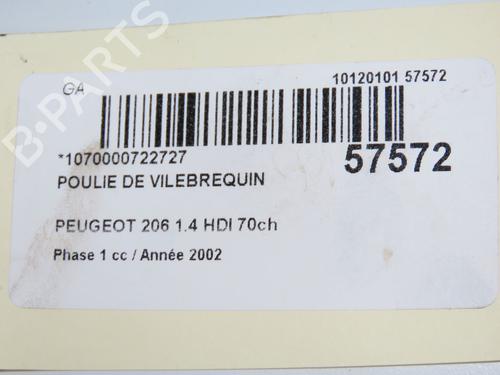 B-PARTS
GA
10120101 57572
*1070000722727
57572
POULIE DE VILEBREQUIN
PEUGEOT 206 1.4 HDI 70ch
Phase 1 cc / Année 2002